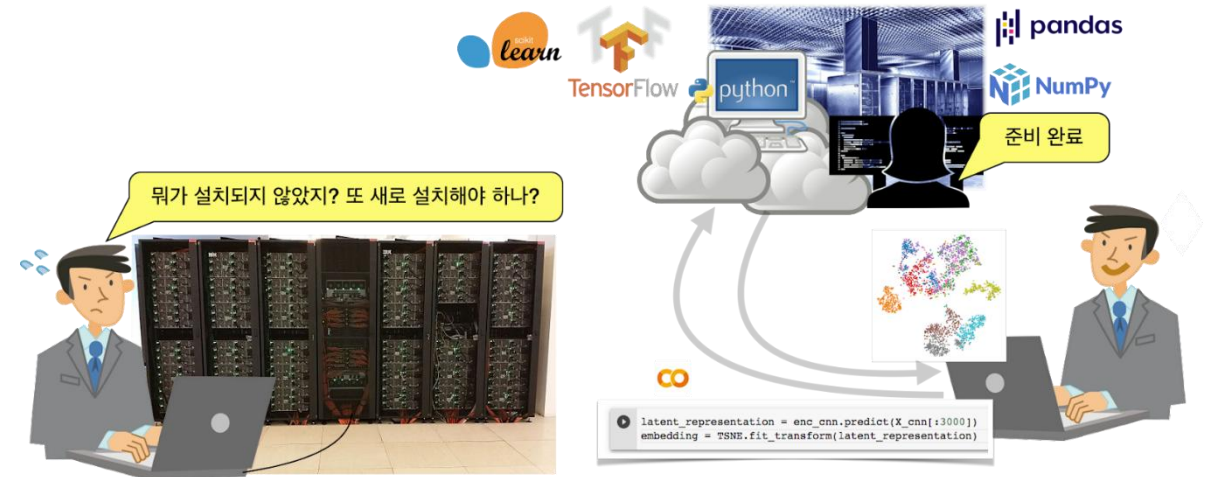 scikit
learn
TensorFlow
python
pandas
NumPy
준비 완료
뭐가 설치되지 않았지? 또 새로 설치해야 하나?
latent_representation = enc_cnn.predict(X_cnn[:3000])
embedding = TSNE.fit_transform(latent_representation)